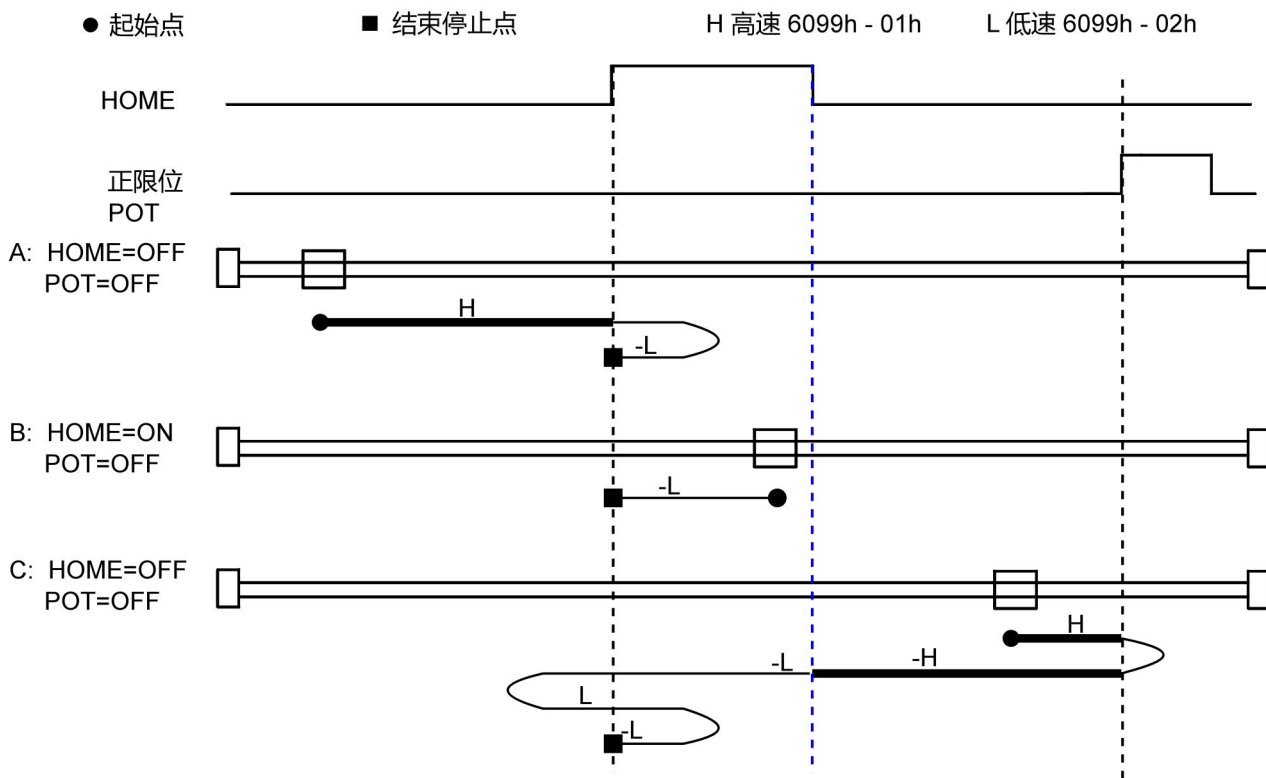 ● 起始点 ■ 结束停止点 H 高速 6099h - 01h L 低速 6099h - 02h
HOME
正限位
POT
A: HOME=OFF
POT=OFF
H
-L
B: HOME=ON
POT=OFF
-L
C: HOME=OFF
POT=OFF
H
-L -H
L
-L